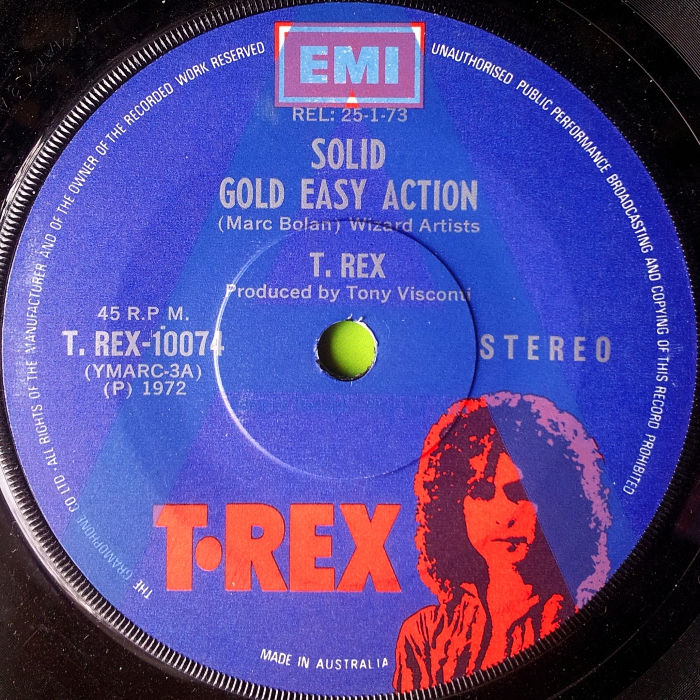 EMI
REL: 25-1-73
SOLID
GOLD EASY ACTION
(Marc Bolan) Wizard Artists
T. REX
Produced by Tony Visconti
45 R.P M.
T. REX-10074
(YMARC-3A)
(P) 1972
STEREO
T•REX
MADE IN AUSTRALIA
THE GRAMOPHONE CO LTD - ALL RIGHTS OF THE MANUFACTURER AND OF THE OWNER OF THE RECORDED WORK RESERVED
UNAUTHORISED PUBLIC PERFORMANCE BROADCASTING AND COPYING OF THIS RECORD PROHIBITED